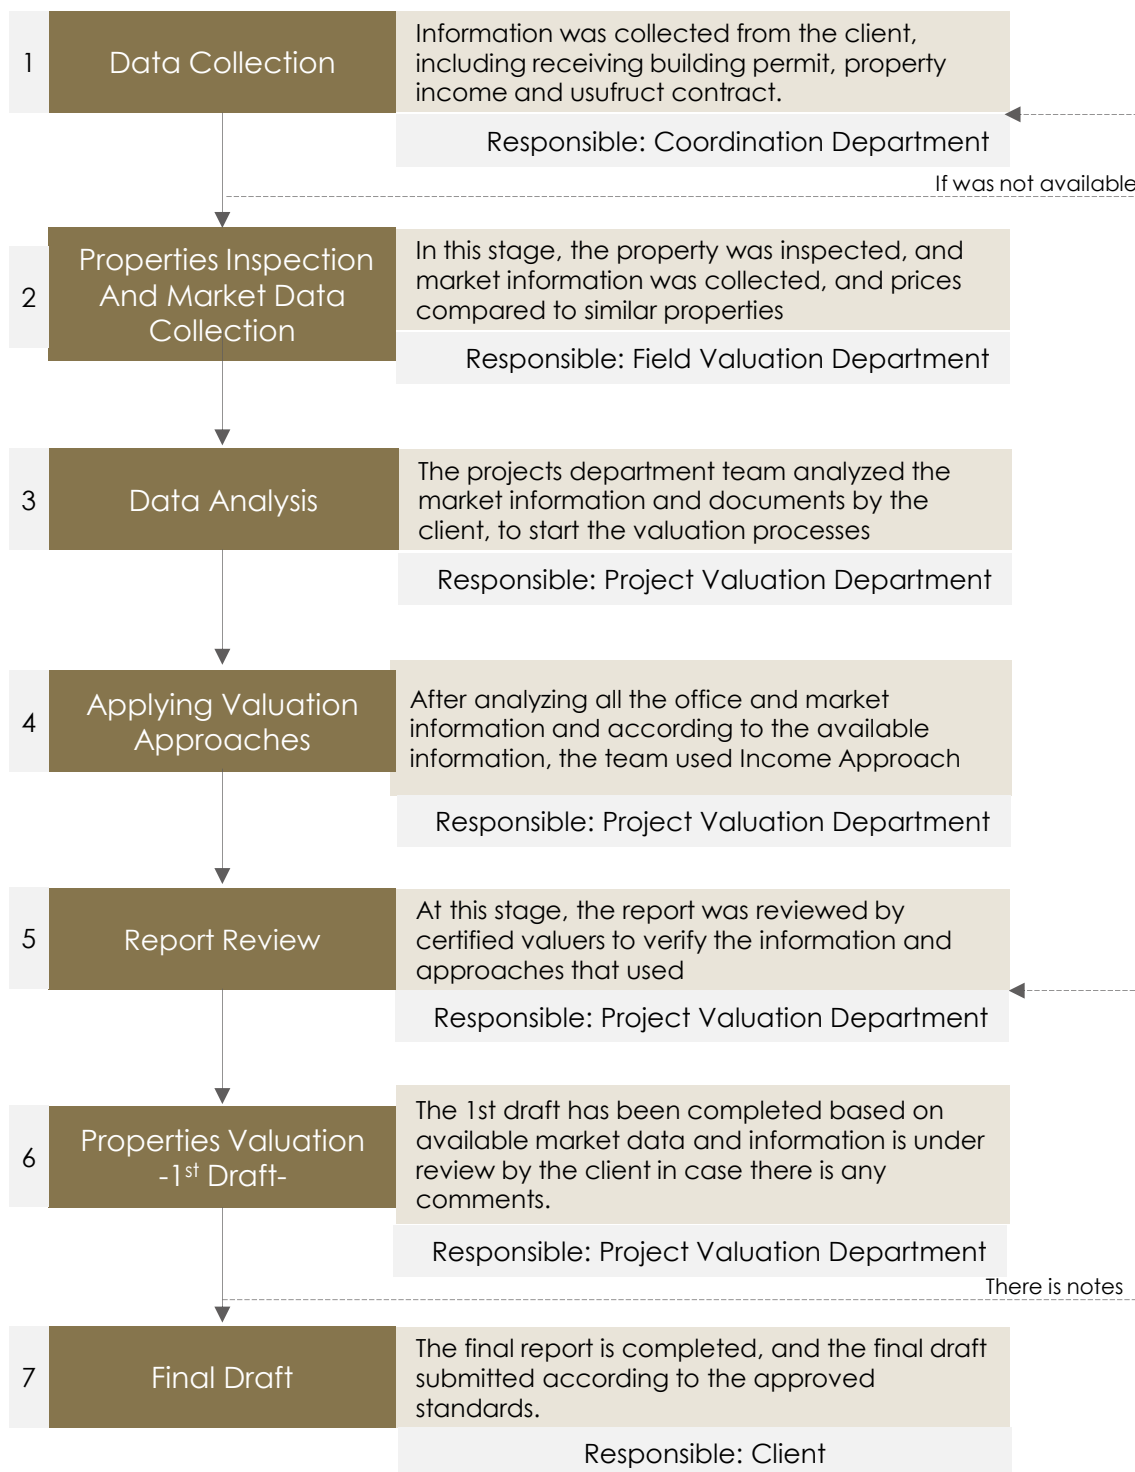 1
Data Collection
Information was collected from the client,
including receiving building permit, property
income and usufruct contract.
Responsible: Coordination Department
If was not available
2
Properties Inspection
And Market Data
Collection
In this stage, the property was inspected, and
market information was collected, and prices
compared to similar properties
Responsible: Field Valuation Department
3
Data Analysis
The projects department team analyzed the
market information and documents by the
client, to start the valuation processes
Responsible: Project Valuation Department
4
Applying Valuation
Approaches
After analyzing all the office and market
information and according to the available
information, the team used Income Approach
Responsible: Project Valuation Department
5
Report Review
At this stage, the report was reviewed by
certified valuers to verify the information and
approaches that used
Responsible: Project Valuation Department
6
Properties Valuation
-1st Draft-
The 1st draft has been completed based on
available market data and information is under
review by the client in case there is any
comments.
Responsible: Project Valuation Department
There is notes
7
Final Draft
The final report is completed, and the final draft
submitted according to the approved
standards.
Responsible: Client